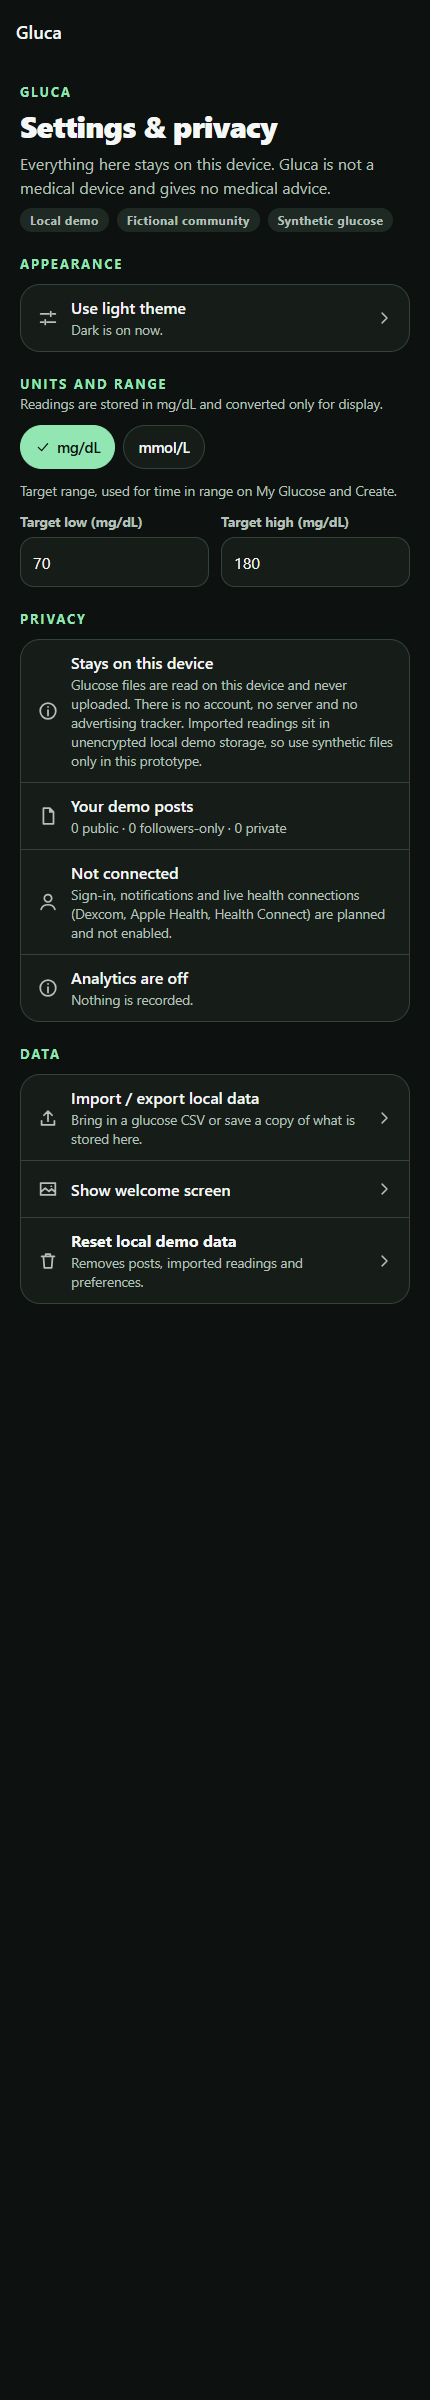 Gluca
GLUCA
Settings & privacy
Everything here stays on this device. Gluca is not a
medical device and gives no medical advice.
Local demo
Fictional community
Synthetic glucose
APPEARANCE
Use light theme
Dark is on now.
UNITS AND RANGE
Readings are stored in mg/dL and converted only for display.
mg/dL
mmol/L
Target range, used for time in range on My Glucose and Create.
Target low (mg/dL)
Target high (mg/dL)
70
180
PRIVACY
Stays on this device
Glucose files are read on this device and never
uploaded. There is no account, no server and no
advertising tracker. Imported readings sit in
unencrypted local demo storage, so use synthetic files
only in this prototype.
Your demo posts
0 public · 0 followers-only · 0 private
Not connected
Sign-in, notifications and live health connections
(Dexcom, Apple Health, Health Connect) are planned
and not enabled.
Analytics are off
Nothing is recorded.
DATA
Import / export local data
Bring in a glucose CSV or save a copy of what is
stored here.
Show welcome screen
Reset local demo data
Removes posts, imported readings and
preferences.